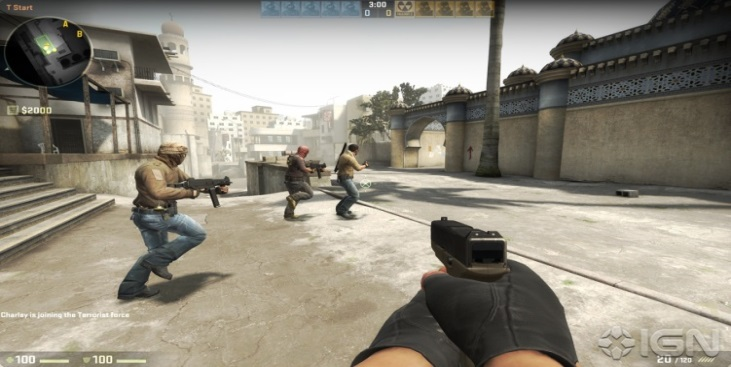 T Start
3:00
0 0
A
B
$2000
Charley is joining the Terrorist force
100 100
20 / 120
IGN